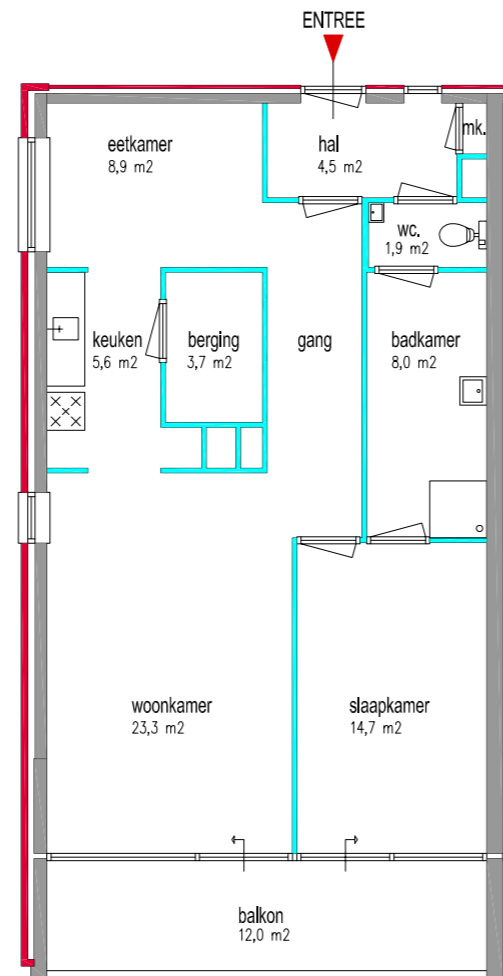 ENTREE
eetkamer
8,9 m2
hal
4,5 m2
mk.
wc.
1,9 m2
keuken
5,6 m2
berging
3,7 m2
gang
badkamer
8,0 m2
woonkamer
23,3 m2
slaapkamer
14,7 m2
balkon
12,0 m2